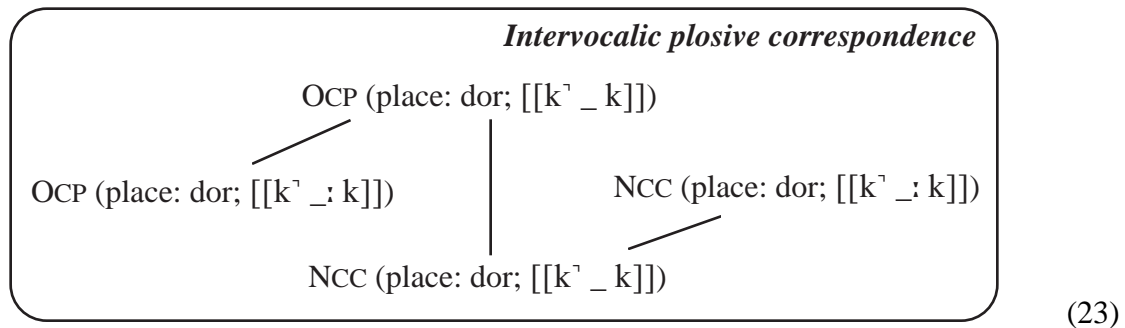 Intervocalic plosive correspondence
OCP (place: dor; [[k˺ _ k]])
OCP (place: dor; [[k˺ _ː k]]) NCC (place: dor; [[k˺ _ː k]])
NCC (place: dor; [[k˺ _ k]])
(23)